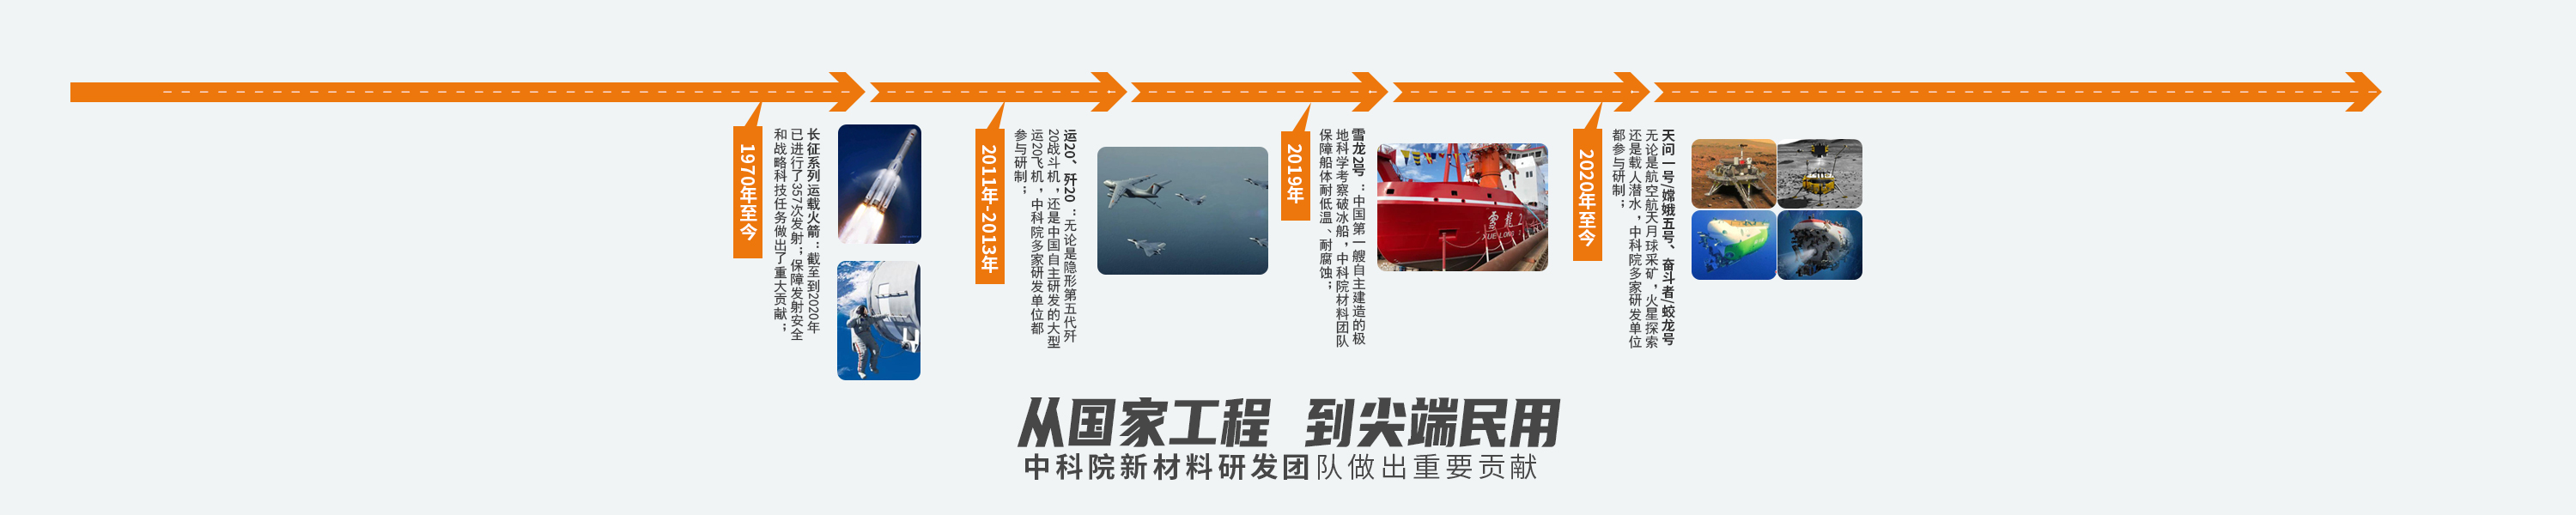 1970年至今
长征系列运载火箭：截至到2020年
已进行了357次发射；保障发射安全
和战略科技任务做出了重大贡献；
2011年-2013年
运20、歼20：无论是隐形第五代歼
20战斗机，还是中国自主研发的大型
运20飞机，中科院多家研发单位都
参与研制；
2019年
雪龙2号：中国第一艘自主建造的极
地科学考察破冰船，中科院材料团队
保障船体耐低温、耐腐蚀；
雪龍2
XUE LONG 2
2020年至今
天问一号/嫦娥五号、奋斗者/蛟龙号
无论是航空航天月球采矿，火星探索
还是载人潜水，中科院多家研发单位
都参与研制；
从国家工程 到尖端民用
中科院新材料研发团队做出重要贡献